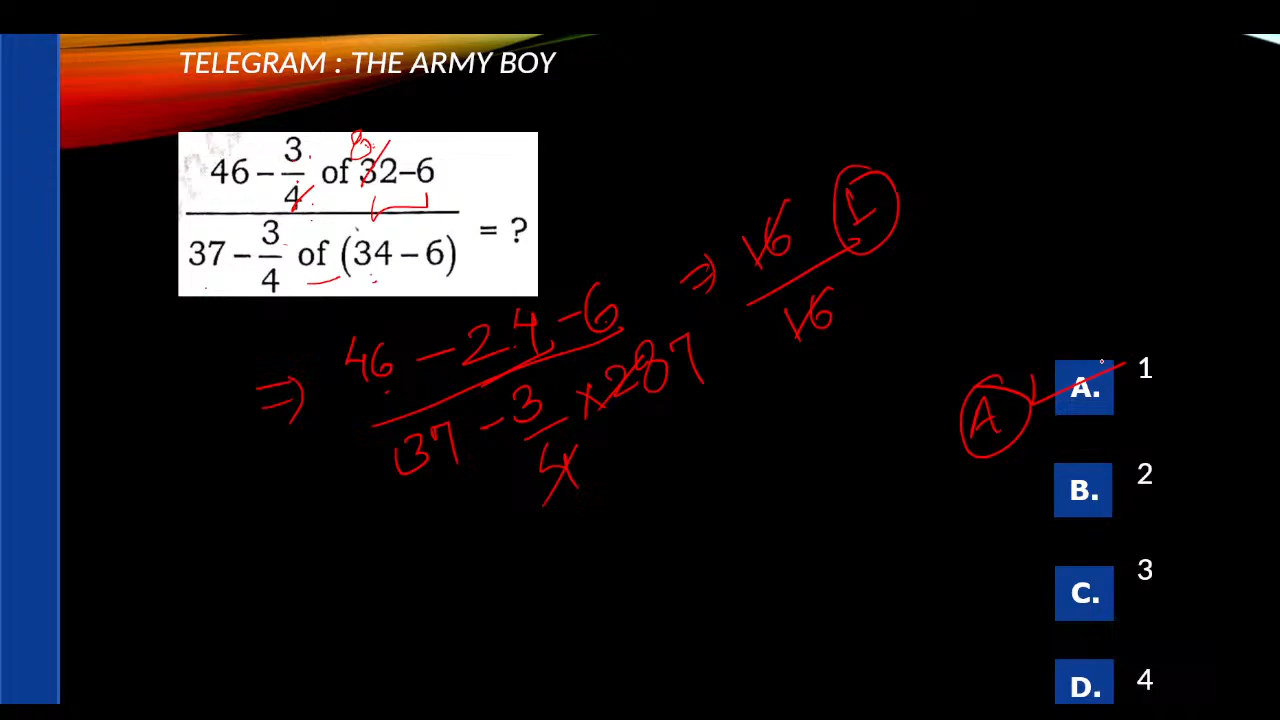 TELEGRAM : THE ARMY BOY
46 – 3/4 of 32–6
8
37 – 3/4 of (34 – 6)
= ?
⇒ 46 – 24 – 6
37 – 3/4 × 28 7
⇒ 16 1
16
A
A. 1
B. 2
C. 3
D. 4